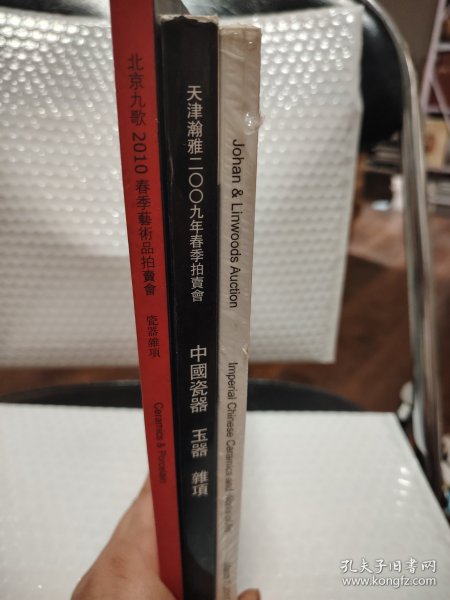 北京九歌 2010 春季藝術品拍賣會 瓷器雜項 Ceramics & Porcelain
天津瀚雅二〇〇九年春季拍賣會 中國瓷器 玉器 雜項
Johan & Linwoods Auction Imperial Chinese Ceramics and
孔夫子旧书网
www.kongfz.com